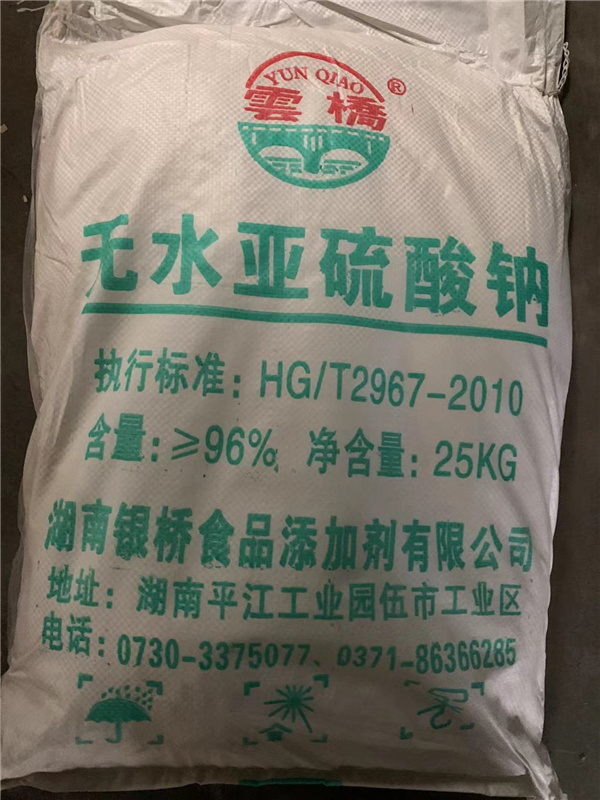 YUN QIAO
雲橋®
无水亚硫酸钠
执行标准：HG/T2967-2010
含量：≥96% 净含量：25KG
湖南银桥食品添加剂有限公司
地址：湖南平江工业园伍市工业区
电话：0730-3375077、0371-86366285